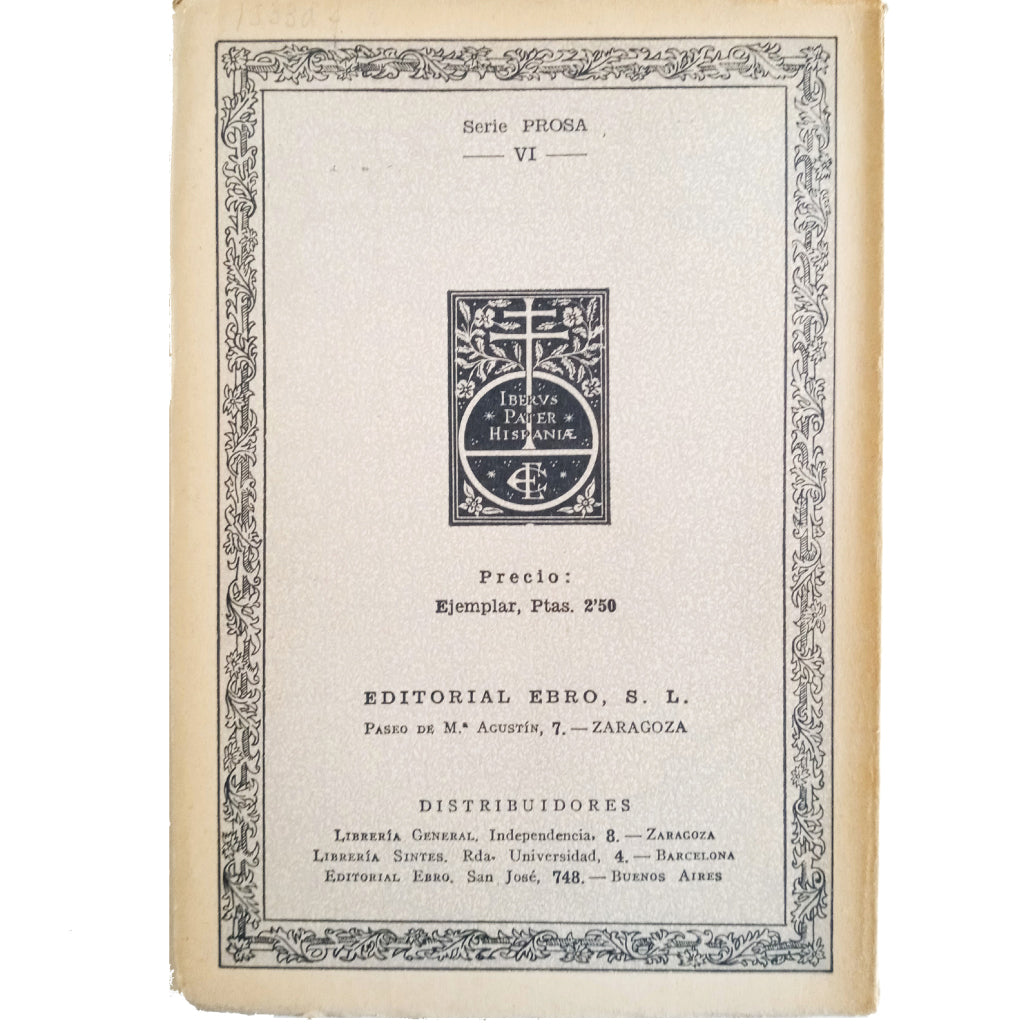 Serie PROSA
VI
IBERVS
PATER
HISPANIÆ
Precio:
Ejemplar, Ptas. 2'50
EDITORIAL EBRO, S. L.
PASEO DE M.ª AGUSTÍN, 7. — ZARAGOZA
DISTRIBUIDORES
LIBRERÍA GENERAL. Independencia, 8. — ZARAGOZA
LIBRERÍA SINTES. Rda. Universidad, 4. — BARCELONA
EDITORIAL EBRO. San José, 748. — BUENOS AIRES